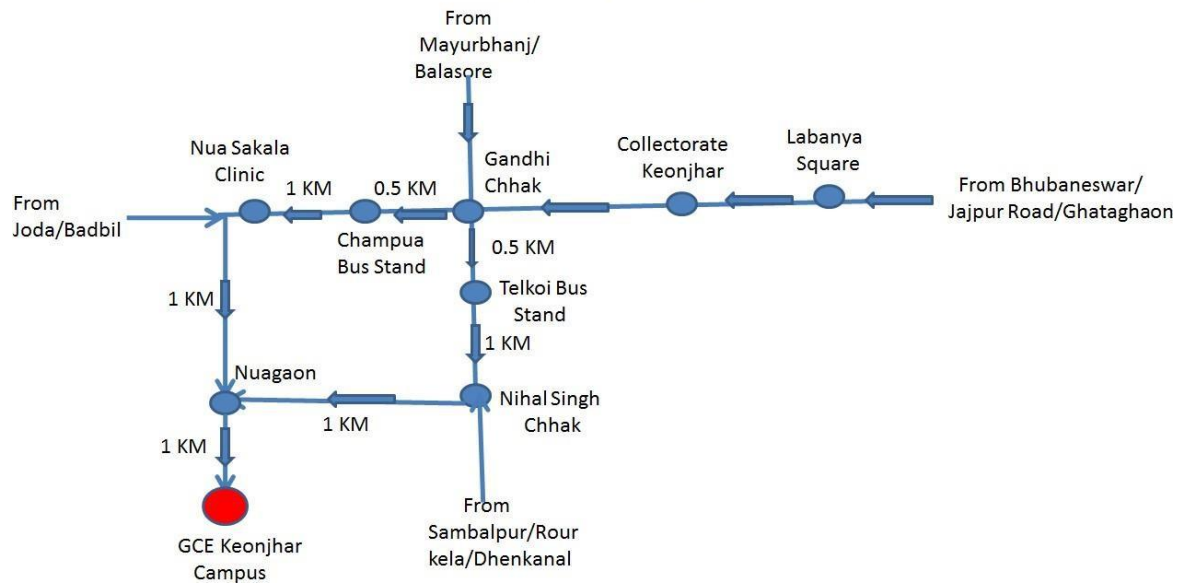 From
Mayurbhanj/
Balasore
Nua Sakala
Clinic
Gandhi
Chhak
Collectorate
Keonjhar
Labanya
Square
From
Joda/Badbil
1 KM
0.5 KM
From Bhubaneswar/
Jajpur Road/Ghataghaon
Champua
Bus Stand
0.5 KM
Telkoi Bus
Stand
1 KM
1 KM
Nuagaon
Nihal Singh
Chhak
1 KM
1 KM
From
Sambalpur/Rour
kela/Dhenkanal
GCE Keonjhar
Campus